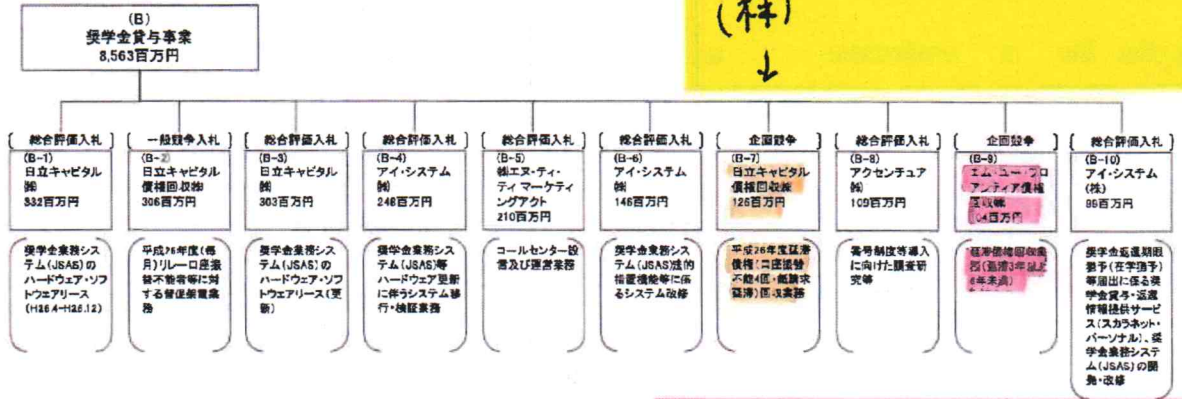 (株)
↓
(B)
奨学金貸与事業
8,563百万円
[ 総合評価入札 ]
(B-1)
日立キャピタル
㈱
332百万円
奨学金業務シス
テム(JSAS)の
ハードウェア・ソフ
トウェアリース
(H26.4-H26.12)
[ 一般競争入札 ]
(B-2)
日立キャピタル
債権回収㈱
306百万円
平成26年度(毎
月)リレー口座振
替不能者等に対
する督促架電業
務
[ 総合評価入札 ]
(B-3)
日立キャピタル
㈱
303百万円
奨学金業務シス
テム(JSAS)の
ハードウェア・ソフ
トウェアリース(更
新)
[ 総合評価入札 ]
(B-4)
アイ・システム
㈱
248百万円
奨学金業務シス
テム(JSAS)等
ハードウェア更新
に伴うシステム移
行・検証業務
[ 総合評価入札 ]
(B-5)
㈱エヌ・ティ・
ティ マーケティ
ングアクト
210百万円
コールセンター設
営及び運営業務
[ 総合評価入札 ]
(B-6)
アイ・システム
㈱
146百万円
奨学金業務シス
テム(JSAS)法的
措置機能等に係
るシステム改修
[ 企画競争 ]
(B-7)
日立キャピタル
債権回収㈱
126百万円
平成26年度延滞
債権(口座振替
不能4回・紙請求
延滞)回収業務
[ 総合評価入札 ]
(B-8)
アクセンチュア
㈱
109百万円
番号制度等導入
に向けた調査研
究等
[ 企画競争 ]
(B-9)
エム・ユー・フロ
ンティア債権
回収㈱
104百万円
延滞債権回収業
務(延滞3年以上
6年未満)
[ 総合評価入札 ]
(B-10)
アイ・システム
(株)
99百万円
奨学金返還期限
猶予(在学猶予)
等届出に係る奨
学金貸与・返還
情報提供サービ
ス(スカラネット・
パーソナル)、奨
学金業務システ
ム(JSAS)の開
発・改修